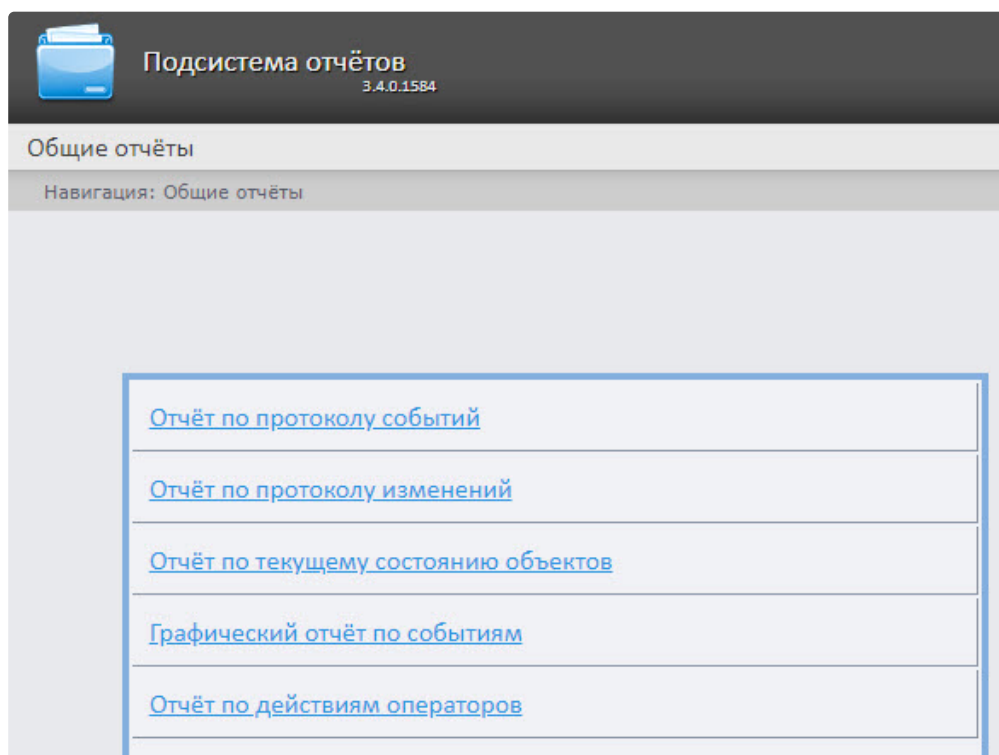 Подсистема отчётов
3.4.0.1584
Общие отчёты
Навигация: Общие отчёты
Отчёт по протоколу событий
Отчёт по протоколу изменений
Отчёт по текущему состоянию объектов
Графический отчёт по событиям
Отчёт по действиям операторов